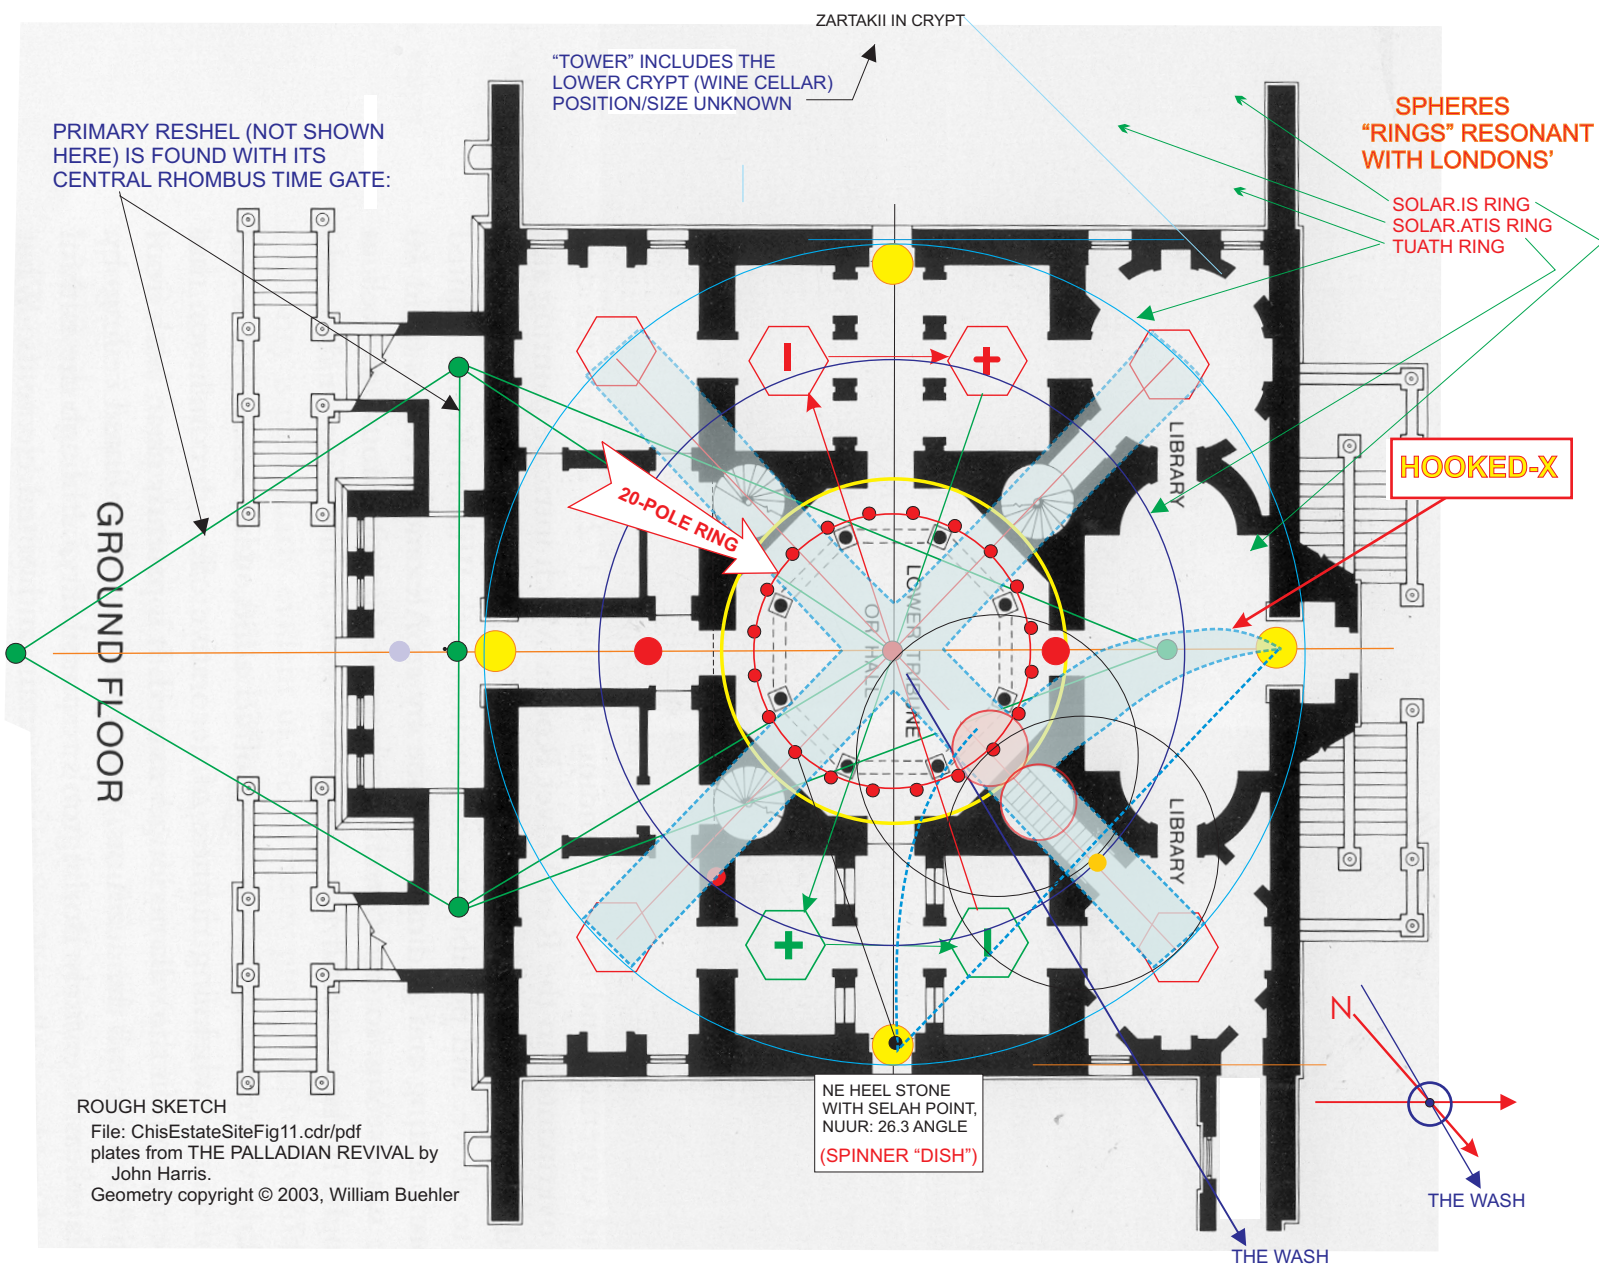 ZARTAKII IN CRYPT
“TOWER” INCLUDES THE
LOWER CRYPT (WINE CELLAR)
POSITION/SIZE UNKNOWN
PRIMARY RESHEL (NOT SHOWN
HERE) IS FOUND WITH ITS
CENTRAL RHOMBUS TIME GATE:
SPHERES
“RINGS” RESONANT
WITH LONDONS’
SOLAR.IS RING
SOLAR.ATIS RING
TUATH RING
HOOKED-X
LIBRARY
20-POLE RING
GROUND FLOOR
LOWER TRIBUNE
OR HALL
LIBRARY
N
THE WASH
THE WASH
NE HEEL STONE
WITH SELAH POINT,
NUUR: 26.3 ANGLE
(SPINNER “DISH”)
ROUGH SKETCH
File: ChisEstateSiteFig11.cdr/pdf
plates from THE PALLADIAN REVIVAL by
John Harris.
Geometry copyright © 2003, William Buehler